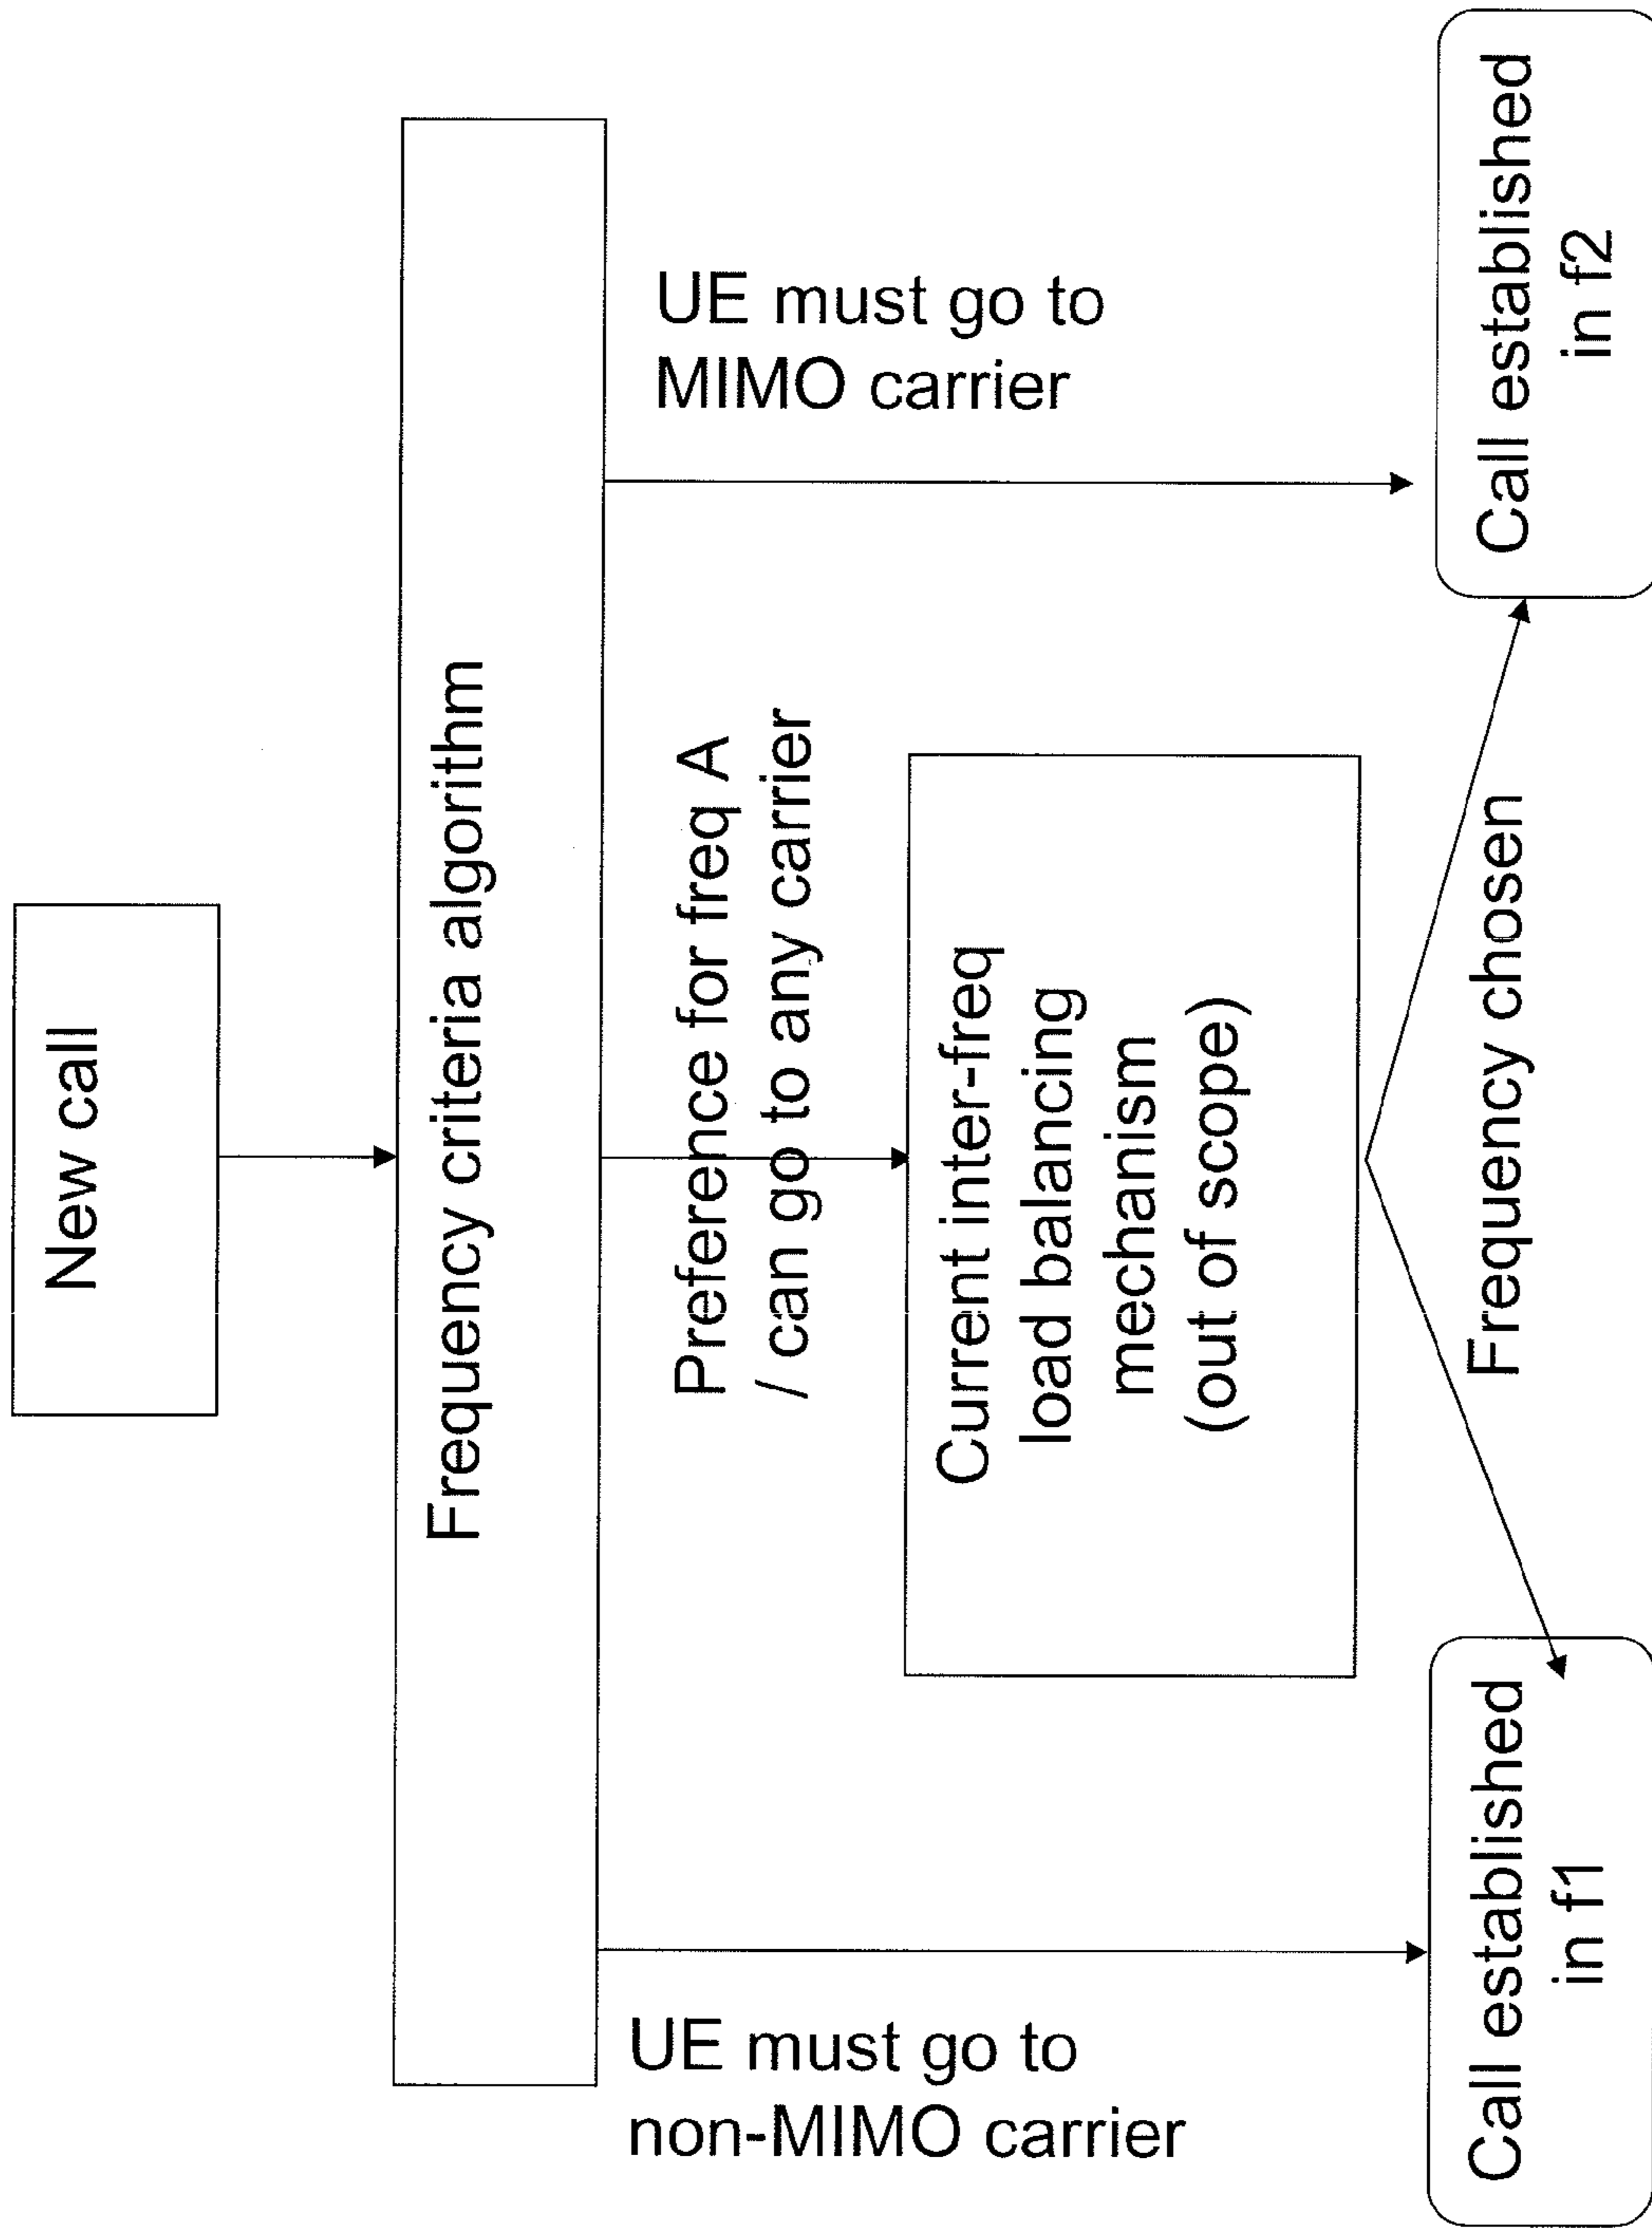 New call
Frequency criteria algorithm
UE must go to
non-MIMO carrier
Preference for freq A
/ can go to any carrier
UE must go to
MIMO carrier
Current inter-freq
load balancing
mechanism
(out of scope)
Frequency chosen
Call established
in f1
Call established
in f2